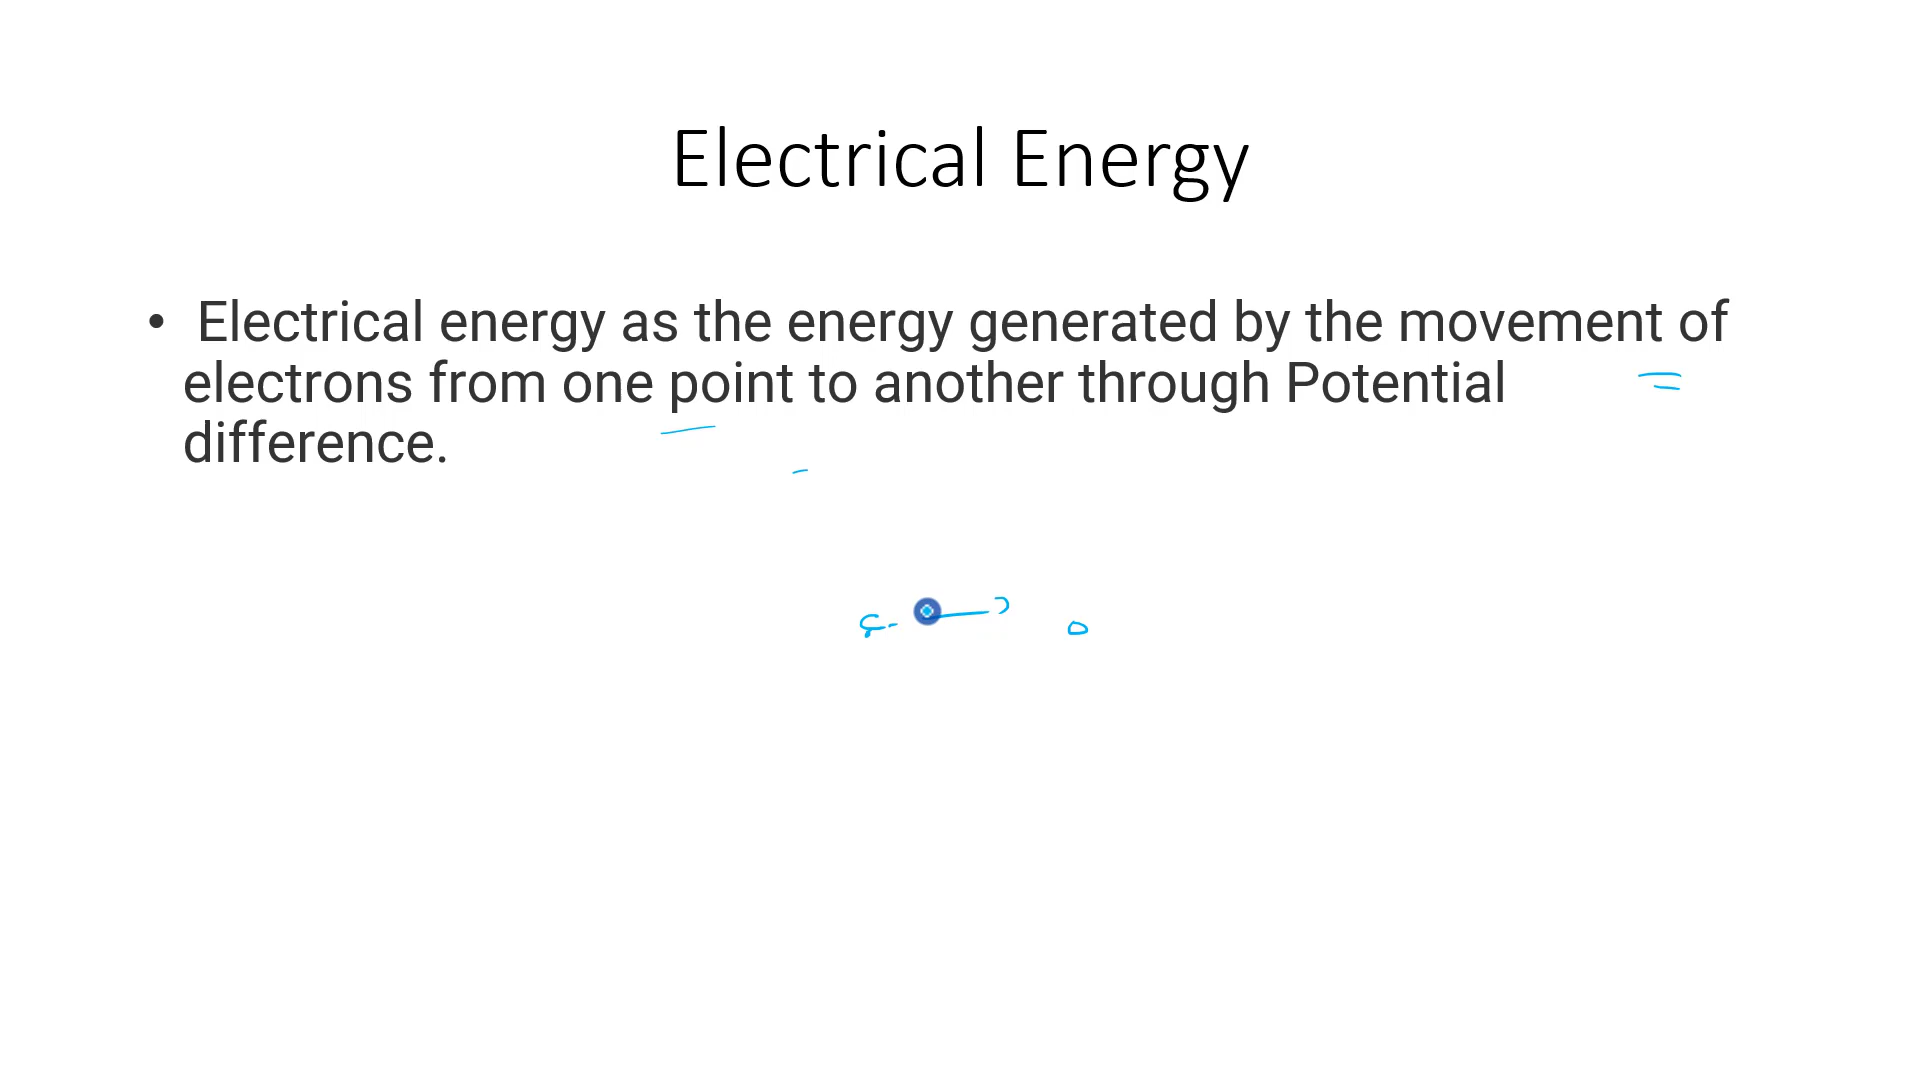 Electrical Energy
• Electrical energy as the energy generated by the movement of
electrons from one point to another through Potential
difference.